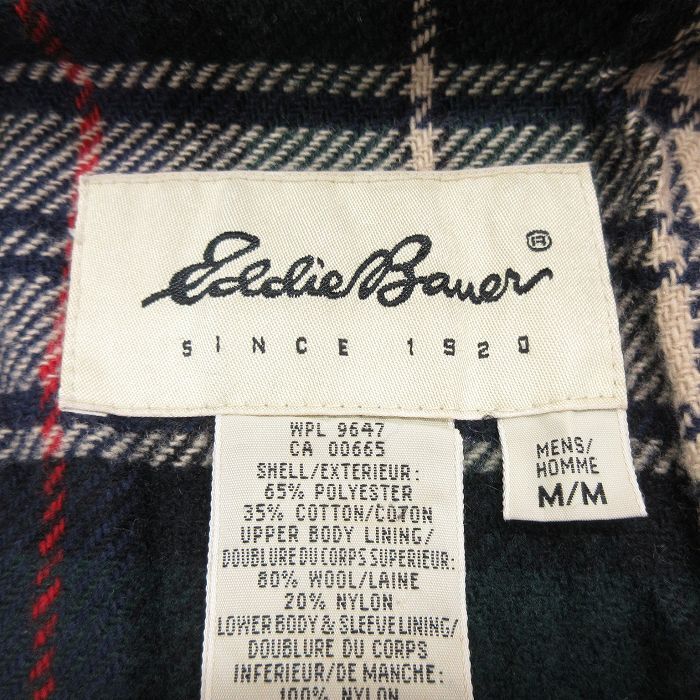 Eddie Bauer ®
SINCE 1920
WPL 9647
CA 00665
SHELL/EXTERIEUR:
65% POLYESTER
35% COTTON/COTON
UPPER BODY LINING/
DOUBLURE DU CORPS SUPERIEUR:
80% WOOL/LAINE
20% NYLON
LOWER BODY & SLEEVE LINING/
DOUBLURE DU CORPS
INFERIEUR/DE MANCHE:
100% NYLON
MENS/
HOMME
M/M